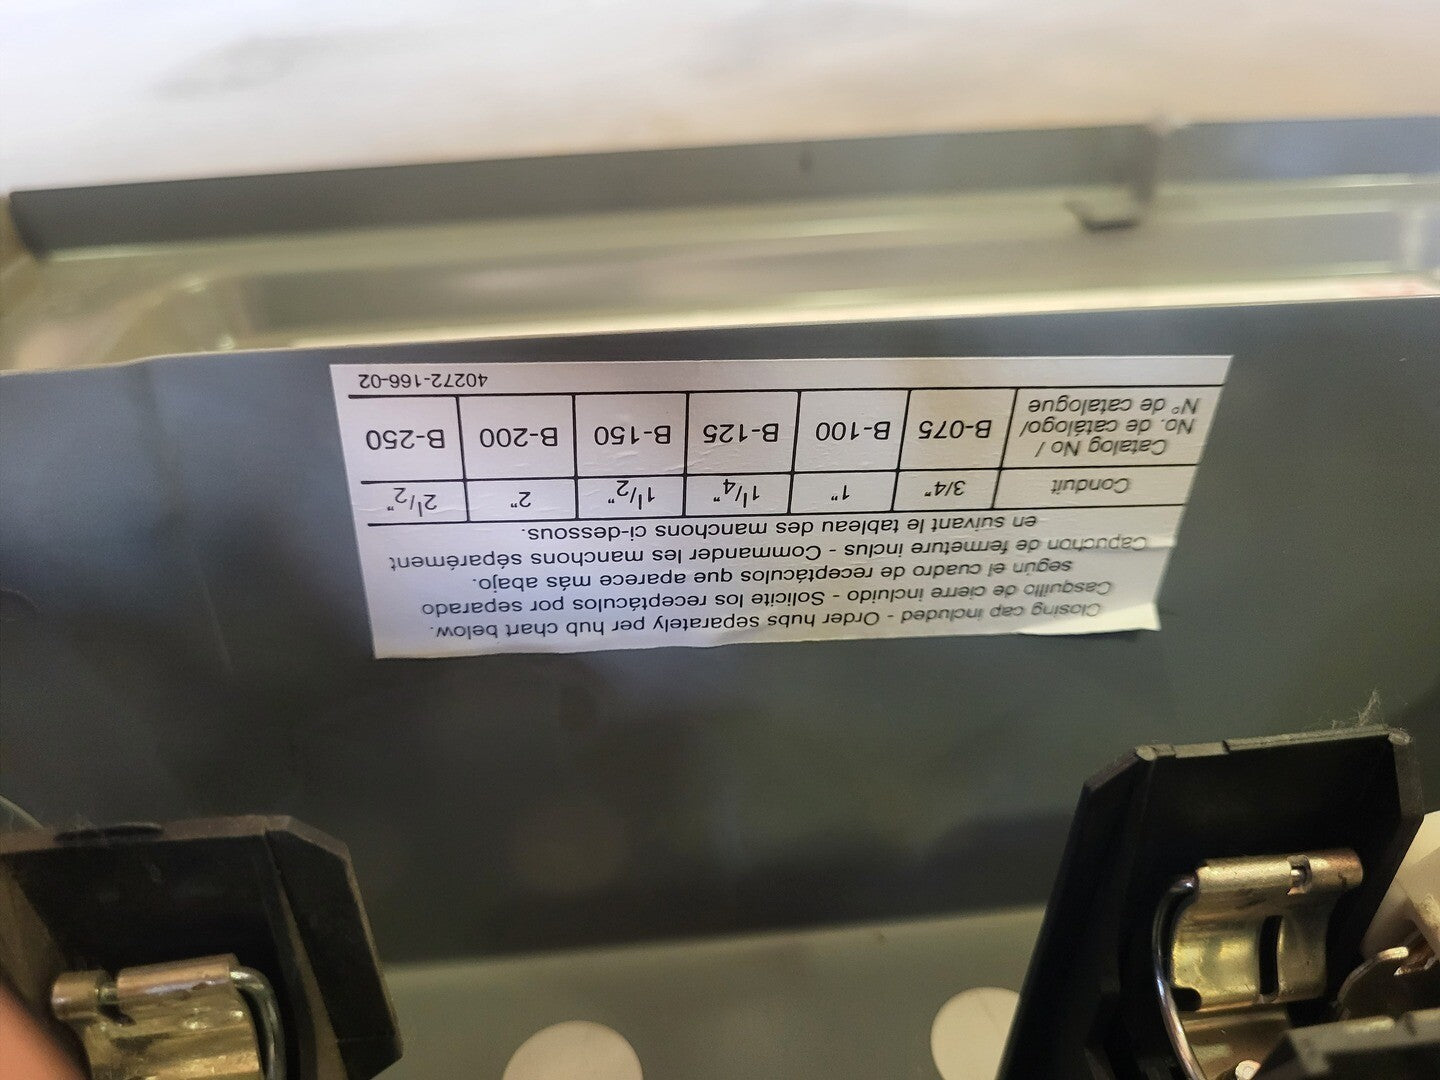 Closing cap included - Order hubs separately per hub chart below.
Casquillo de cierre incluido - Solicite los receptáculos por separado
según el cuadro de receptáculos que aparece más abajo.
Capuchon de fermeture inclus - Commander les manchons séparément
en suivant le tableau des manchons ci-dessous.
Conduit 3/4" 1" 1 1/4" 1 1/2" 2" 2 1/2"
Catalog No /
No. de catálogo/
Nº de catalogue
B-075 B-100 B-125 B-150 B-200 B-250
40272-166-02